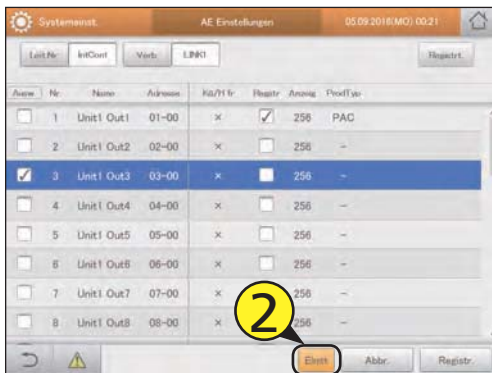 Systemeinst. AE Einstellungen 05.09.2016(MO) 00:21
Leit.Nr IntCont Verb. LINK1 Registrt.
Ausw Nr. Name Adresse Kü/H fr Registr Anzeig ProdTyp
1 Unit1 Out1 01-00 × 256 PAC
2 Unit1 Out2 02-00 × 256 -
3 Unit1 Out3 03-00 × 256 -
4 Unit1 Out4 04-00 × 256 -
5 Unit1 Out5 05-00 × 256 -
6 Unit1 Out6 06-00 × 256 -
7 Unit1 Out7 07-00 × 256 -
8 Unit1 Out8 08-00 × 256 -
2
Einst. Abbr. Registr.